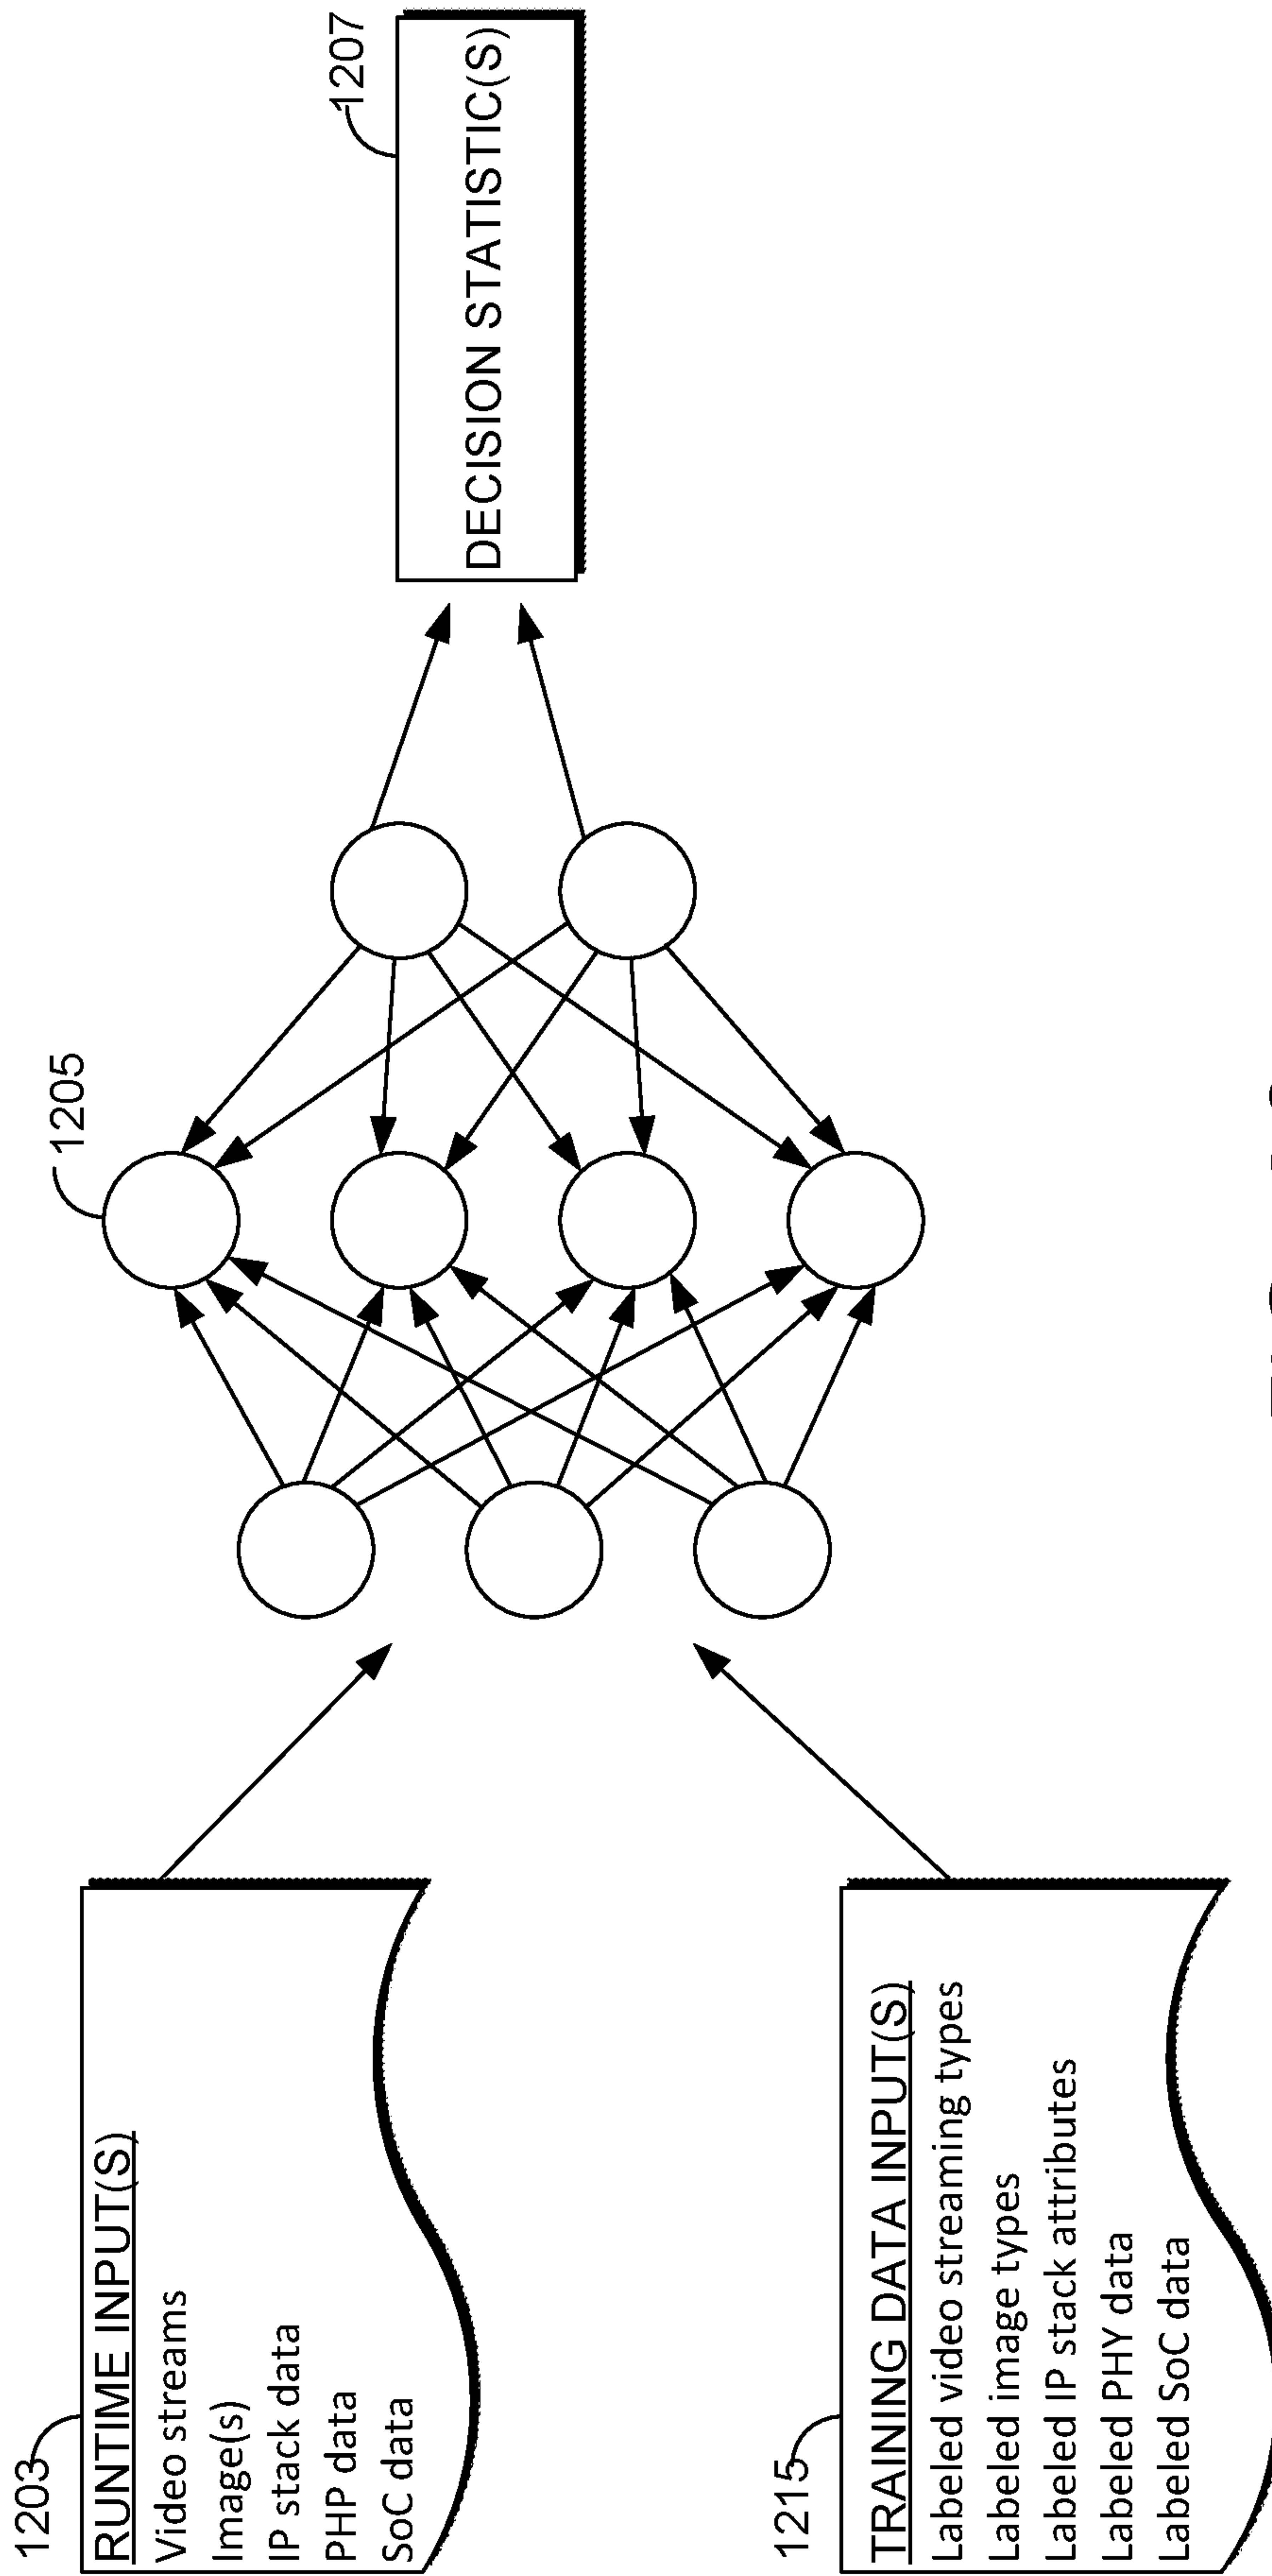 1203
RUNTIME INPUT(S)
Video streams
Image(s)
IP stack data
PHP data
SoC data
1215
TRAINING DATA INPUT(S)
Labeled video streaming types
Labeled image types
Labeled IP stack attributes
Labeled PHY data
Labeled SoC data
1205
1207
DECISION STATISTIC(S)